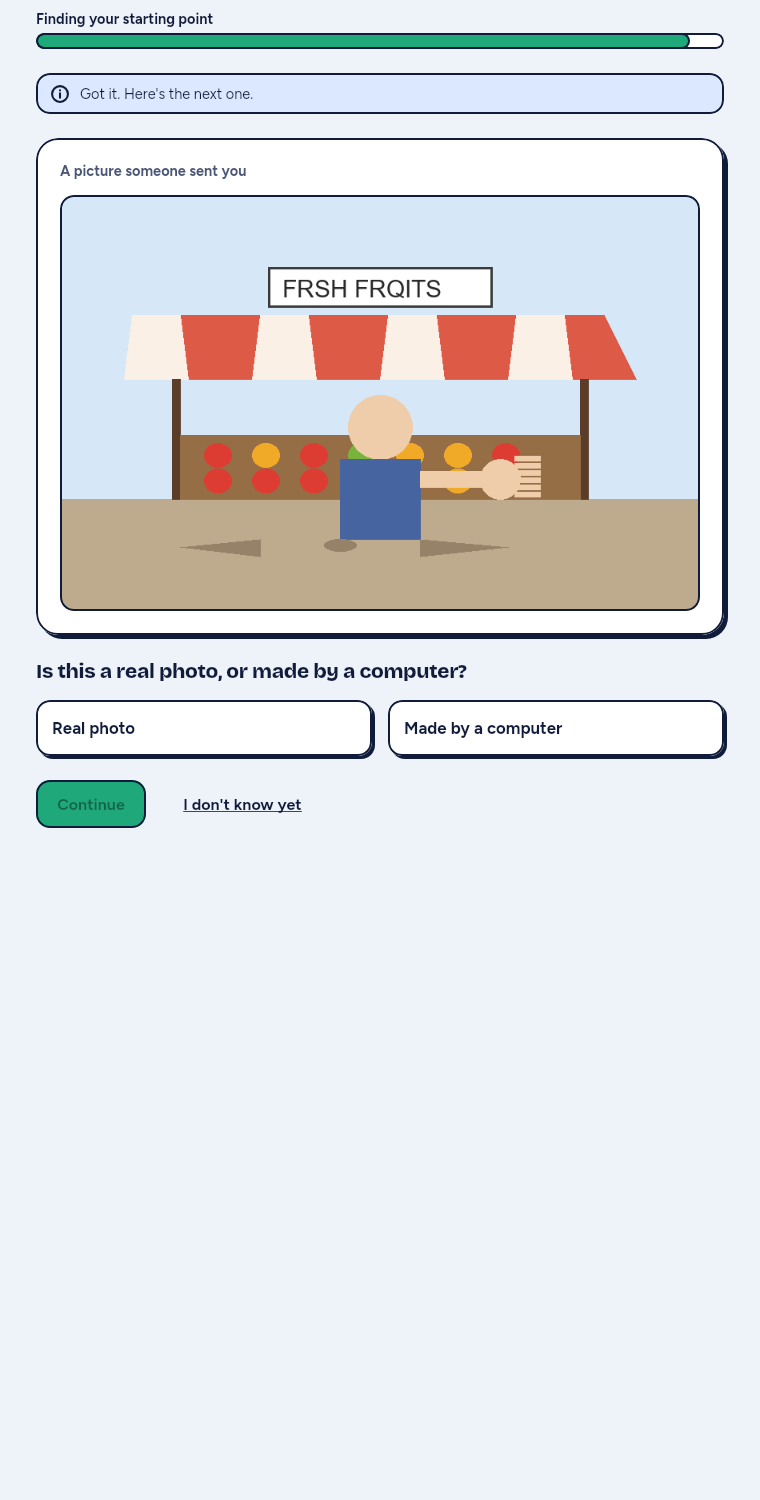 Finding your starting point
Got it. Here's the next one.
A picture someone sent you
FRSH FRQITS
Is this a real photo, or made by a computer?
Real photo
Made by a computer
Continue
I don't know yet